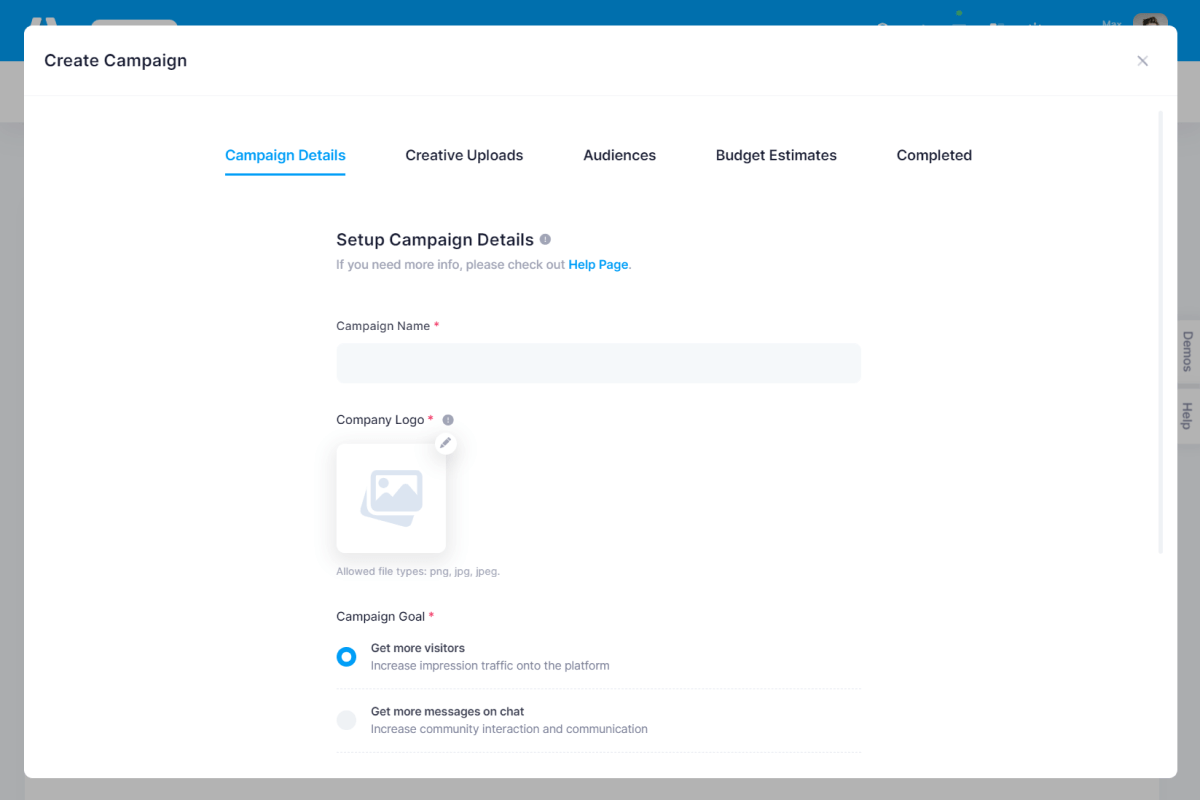 Create Campaign
Campaign Details Creative Uploads Audiences Budget Estimates Completed
Setup Campaign Details
If you need more info, please check out Help Page.
Campaign Name *
Company Logo *
Allowed file types: png, jpg, jpeg.
Campaign Goal *
Get more visitors
Increase impression traffic onto the platform
Get more messages on chat
Increase community interaction and communication
Demos
Help